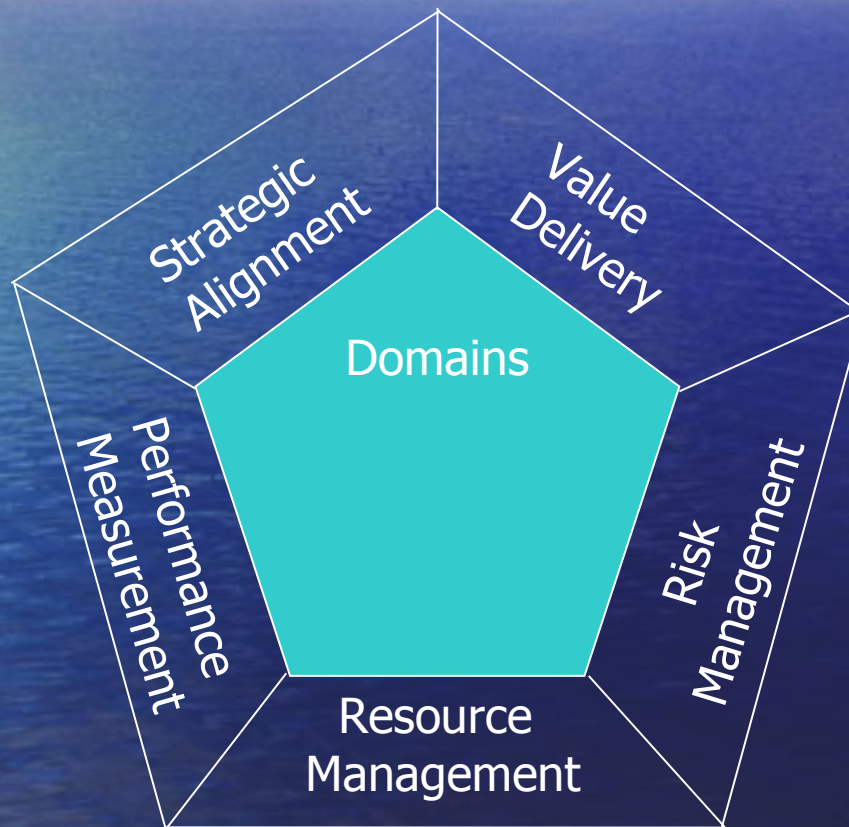 Strategic
Alignment
Value
Delivery
Domains
Performance
Measurement
Risk
Management
Resource
Management